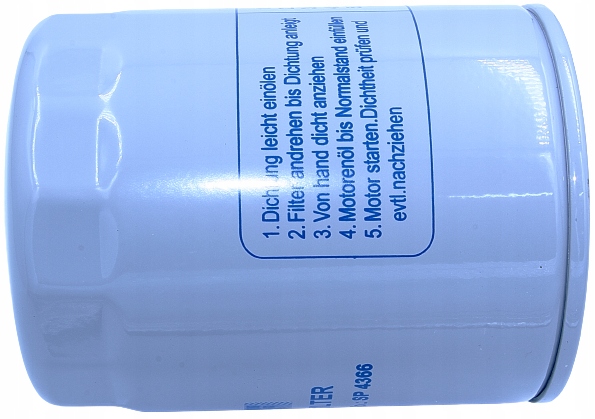 1. Dichtung leicht einölen
2. Filter andrehen bis Dichtung anliegt
3. Von hand dicht anziehen
4. Motorenöl bis Normalstand einfüllen
5. Motor starten.Dichtheit prüfen und
evtl.nachziehen
LTER
: SP 4366